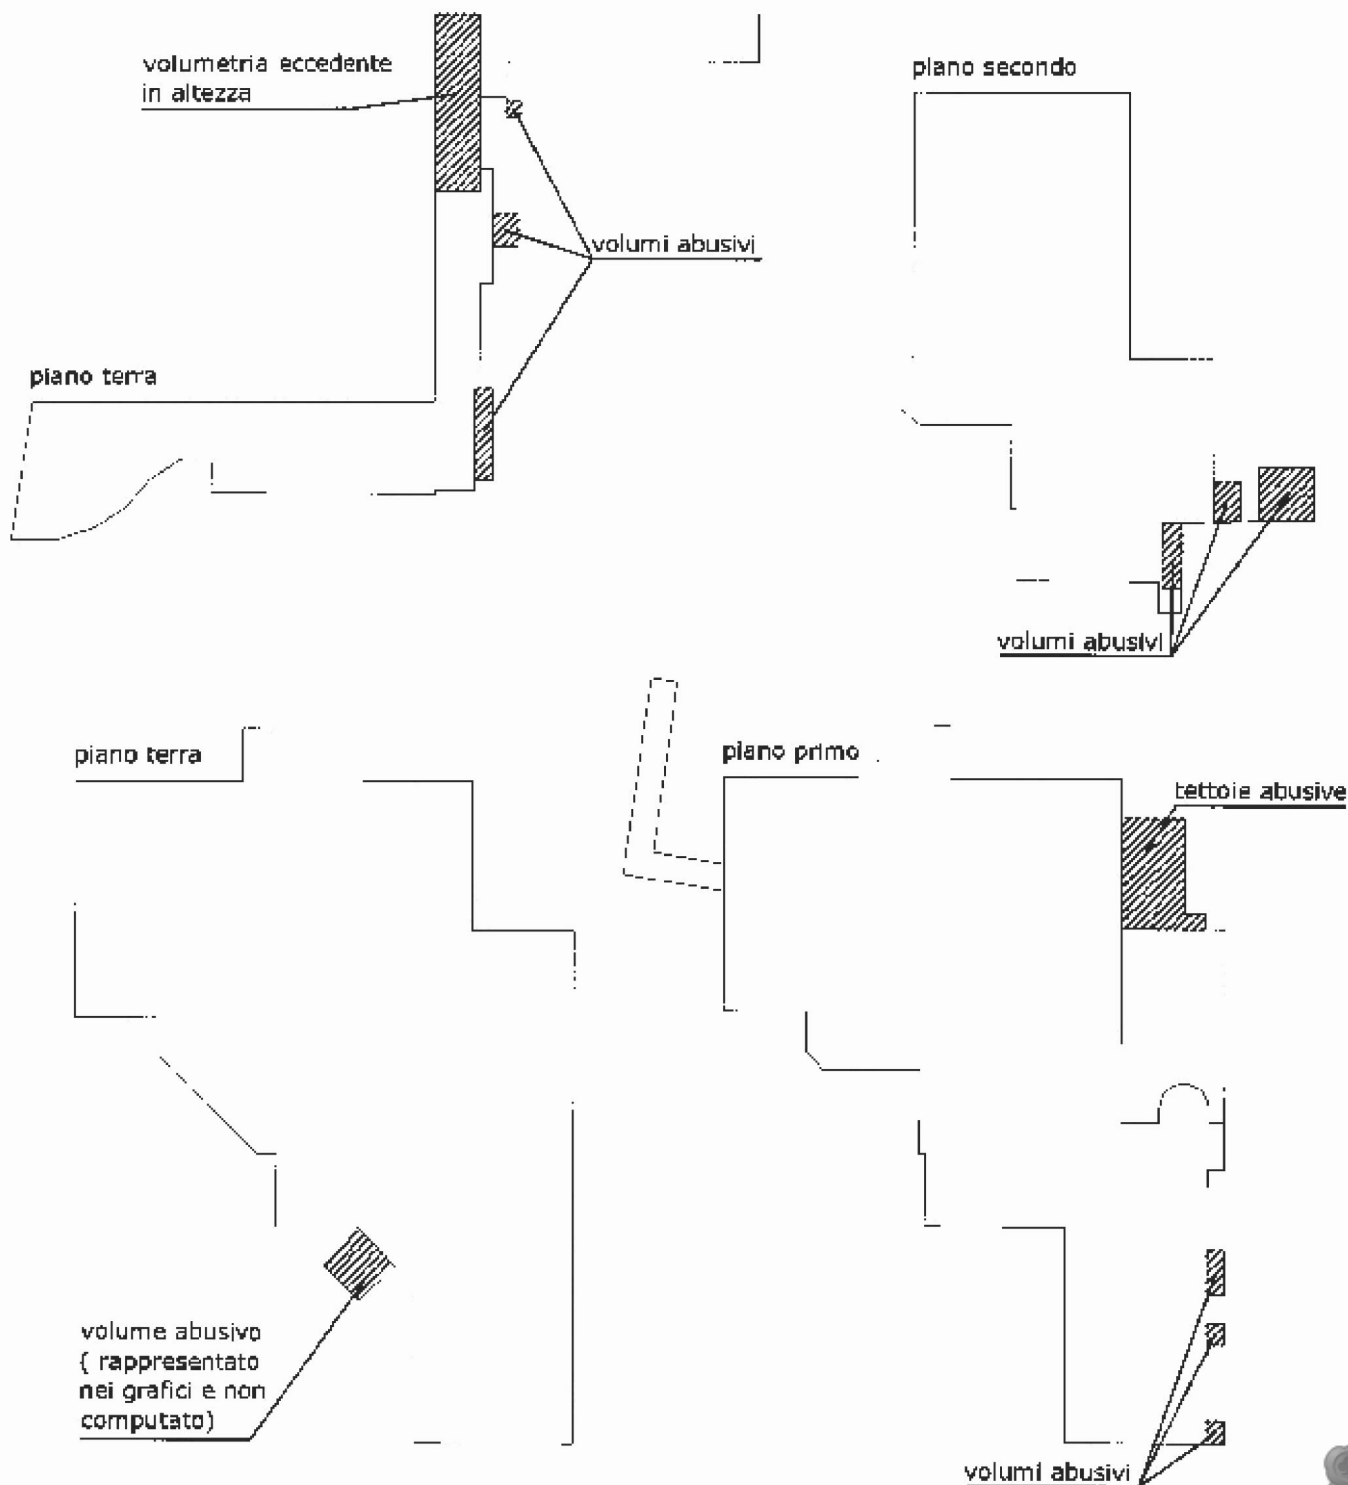 volumetria eccedente
in altezza
piano secondo
volumi abusivi
piano terra
volumi abusivi
piano terra
piano primo
tettoie abusive
volume abusivo
( rappresentato
nei grafici e non
computato)
volumi abusivi